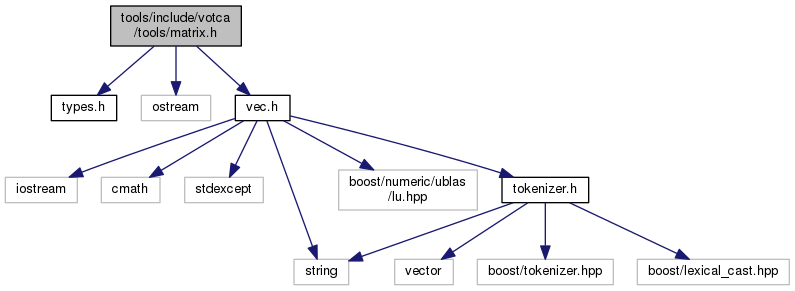 tools/include/votca
/tools/matrix.h
types.h
ostream
vec.h
iostream
cmath
stdexcept
boost/numeric/ublas
/lu.hpp
tokenizer.h
string
vector
boost/tokenizer.hpp
boost/lexical_cast.hpp